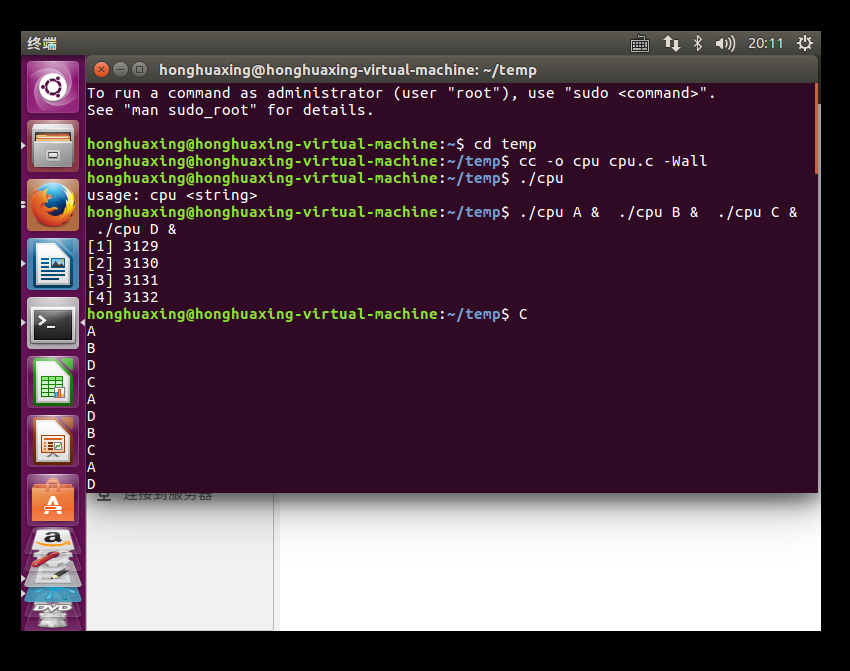 终端
20:11
honghuaxing@honghuaxing-virtual-machine: ~/temp
To run a command as administrator (user "root"), use "sudo <command>".
See "man sudo_root" for details.
honghuaxing@honghuaxing-virtual-machine:~$ cd temp
honghuaxing@honghuaxing-virtual-machine:~/temp$ cc -o cpu cpu.c -Wall
honghuaxing@honghuaxing-virtual-machine:~/temp$ ./cpu
usage: cpu <string>
honghuaxing@honghuaxing-virtual-machine:~/temp$ ./cpu A &  ./cpu B &  ./cpu C &
 ./cpu D &
[1] 3129
[2] 3130
[3] 3131
[4] 3132
honghuaxing@honghuaxing-virtual-machine:~/temp$ C
A
B
D
C
A
D
B
C
A
D
连接到服务器
>_
A
a
DVD